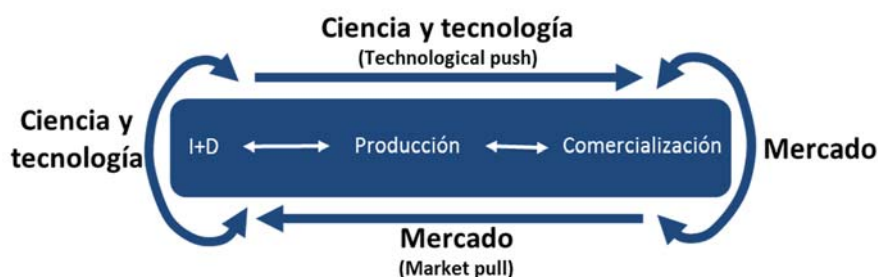 Ciencia y tecnología
(Technological push)
Ciencia y
tecnología
I+D
Producción
Comercialización
Mercado
Mercado
(Market pull)